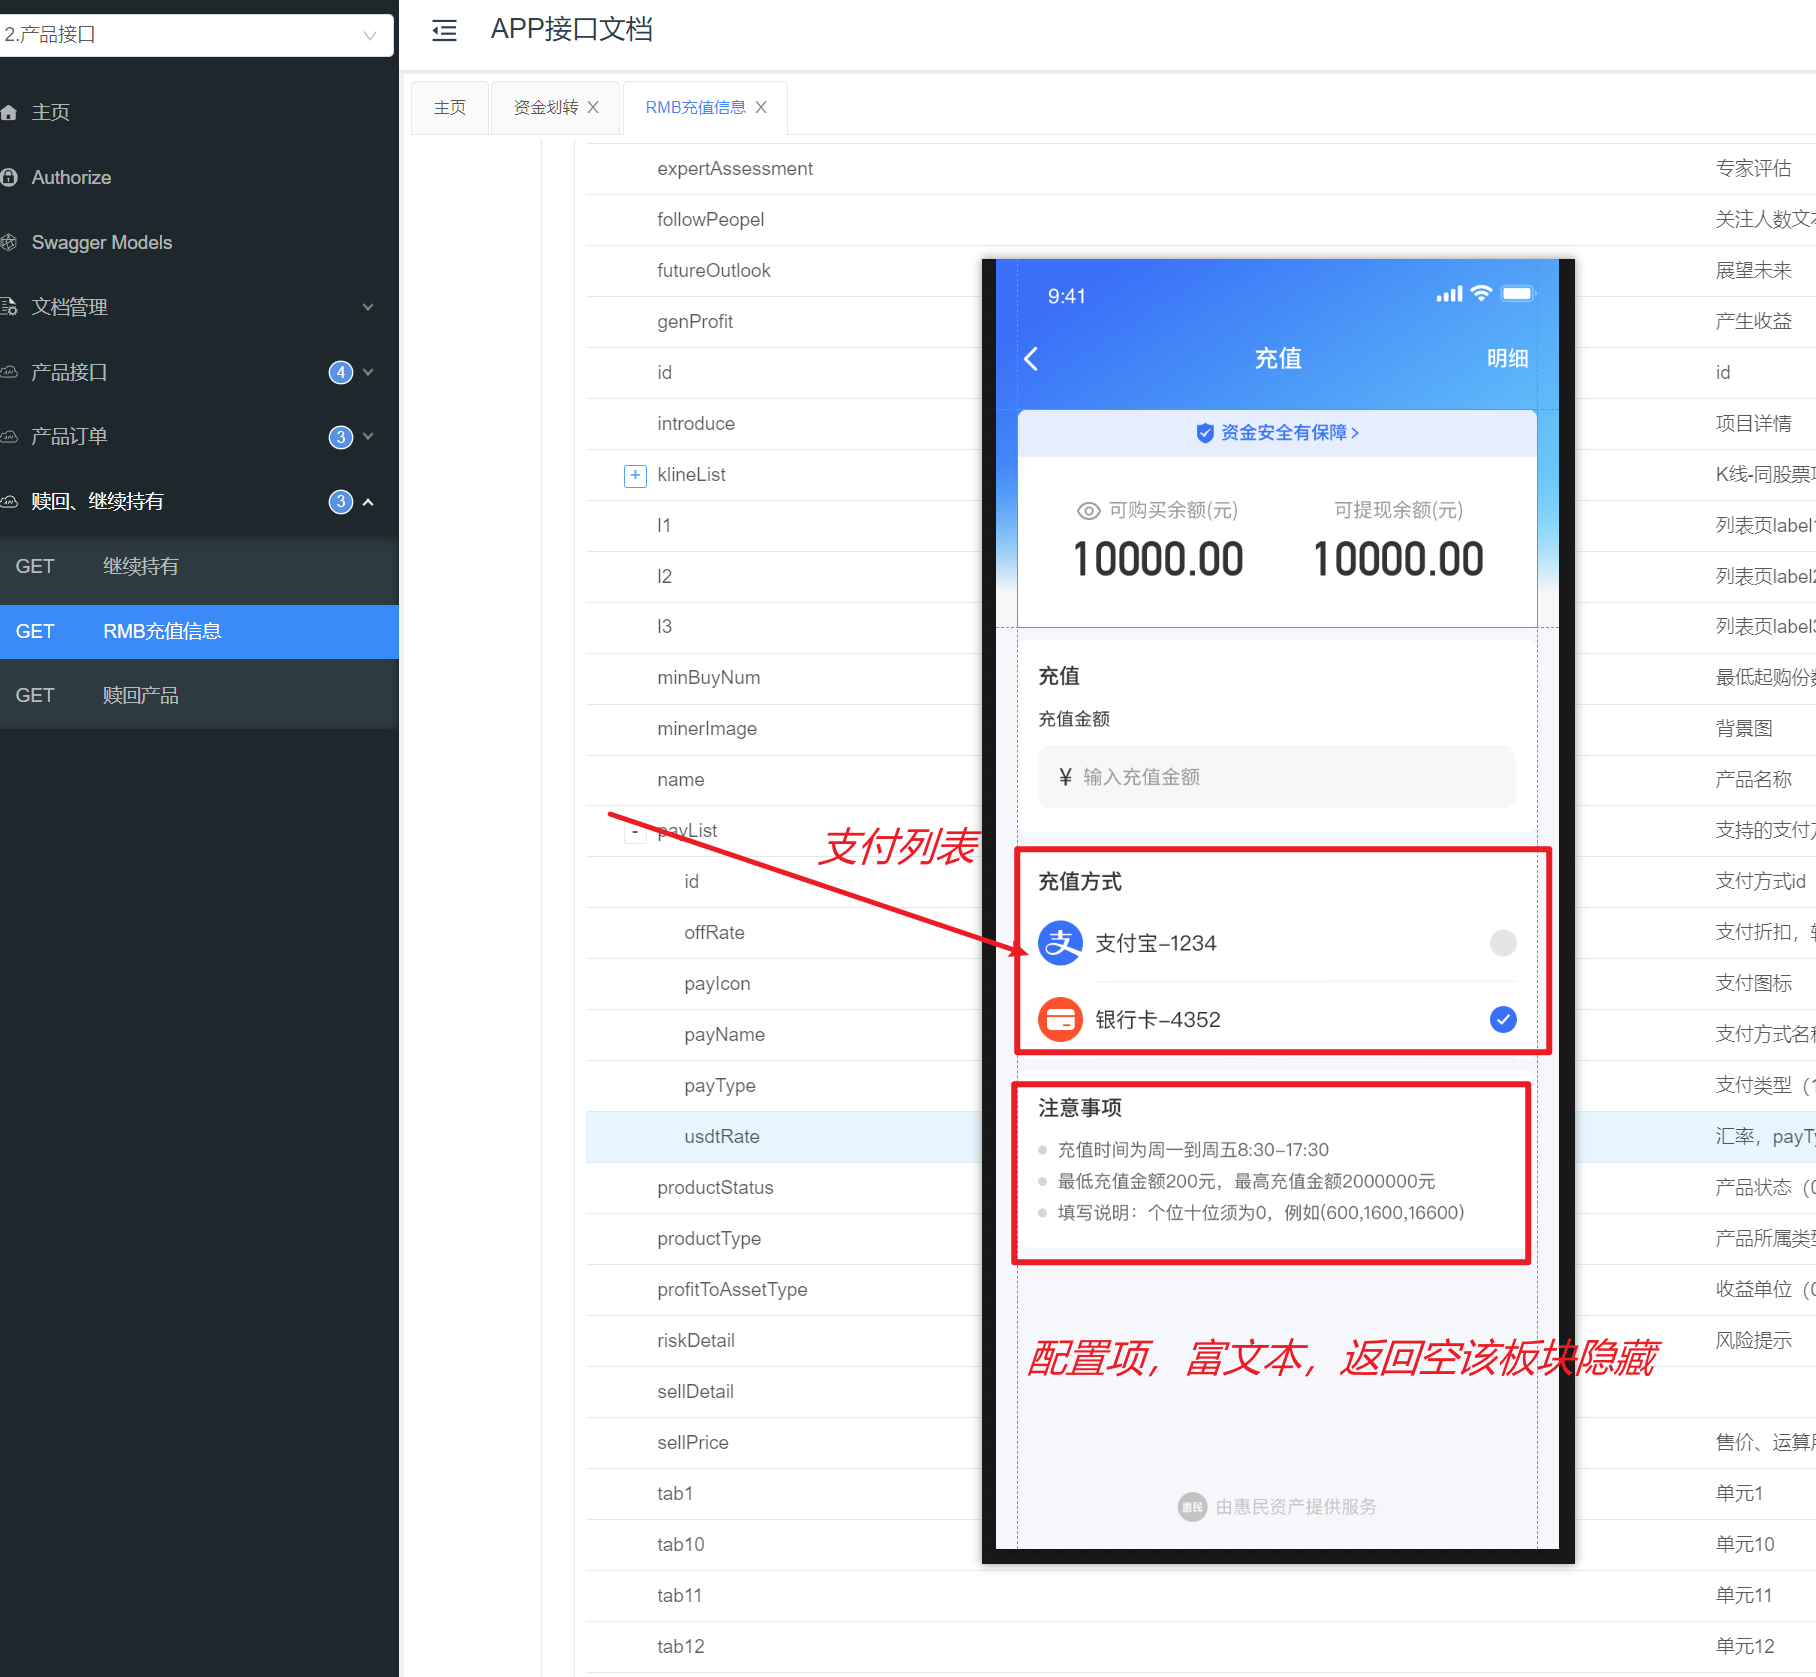 2.产品接口
主页
Authorize
Swagger Models
文档管理
产品接口 4
产品订单 3
赎回、继续持有 3
GET 继续持有
GET RMB充值信息
GET 赎回产品
APP接口文档
主页 资金划转 RMB充值信息
expertAssessment 专家评估
followPeopel 关注人数文本
futureOutlook 展望未来
genProfit 产生收益
id id
introduce 项目详情
+ klineList K线-同股票
l1 列表页label1
l2 列表页label2
l3 列表页label3
minBuyNum 最低起购份数
minerImage 背景图
name 产品名称
- payList 支持的支付方
id 支付方式id
offRate 支付折扣，
payIcon 支付图标
payName 支付方式名称
payType 支付类型（1
usdtRate 汇率，payTy
productStatus 产品状态（0
productType 产品所属类型
profitToAssetType 收益单位（0
riskDetail 风险提示
sellDetail
sellPrice 售价、运算用
tab1 单元1
tab10 单元10
tab11 单元11
tab12 单元12
支付列表
9:41
充值 明细
资金安全有保障
可购买余额(元) 可提现余额(元)
10000.00 10000.00
充值
充值金额
¥ 输入充值金额
充值方式
支付宝-1234
银行卡-4352
注意事项
充值时间为周一到周五8:30-17:30
最低充值金额200元，最高充值金额2000000元
填写说明：个位十位须为0，例如(600,1600,16600)
配置项，富文本，返回空该板块隐藏
惠民 由惠民资产提供服务